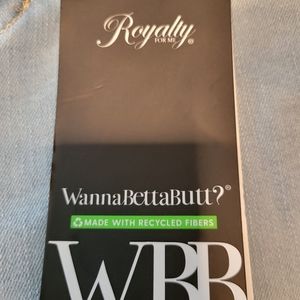 Royalty
FOR ME ®
WannaBettaButt?®
MADE WITH RECYCLED FIBERS
WBB